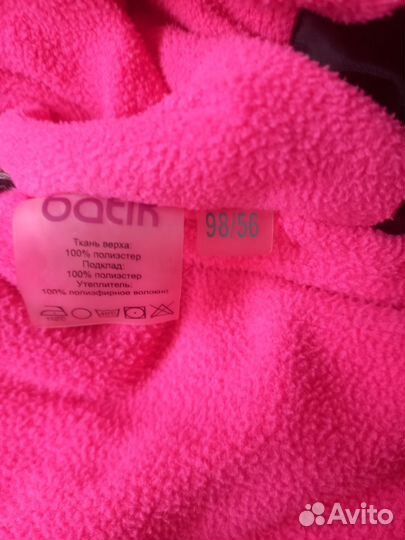 batik
98/56
Ткань верха:
100% полиэстер
Подклад:
100% полиэстер
Утеплитель:
100% полиэфирное волокно
Avito